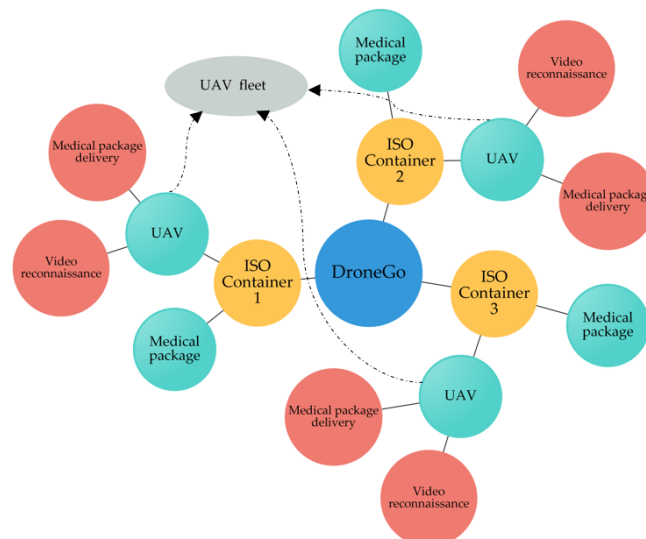 Medical
package
Video
reconnaissance
UAV fleet
ISO
Container
2
UAV
Medical package
delivery
Medical package
delivery
UAV
Video
reconnaissance
ISO
Container
1
DroneGo
ISO
Container
3
Medical
package
Medical
package
UAV
Medical package
delivery
Video
reconnaissance